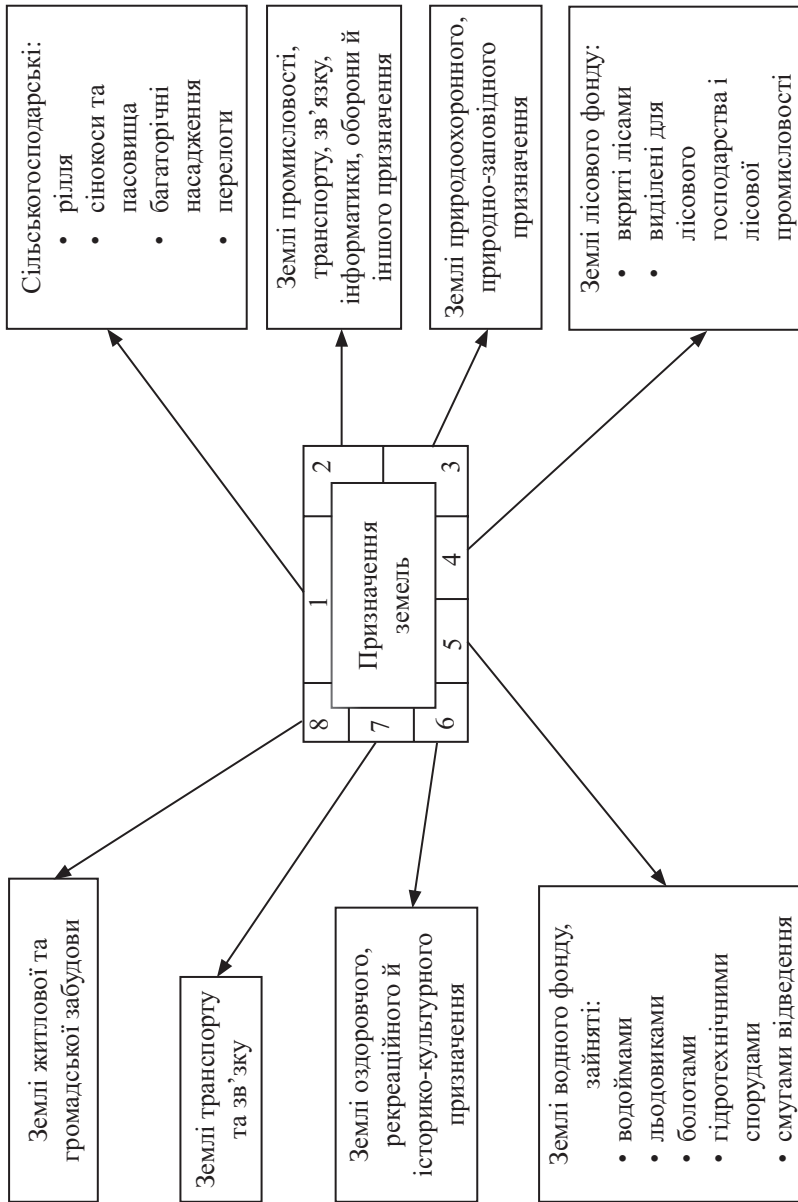 Землі житлової та
громадської забудови
Землі транспорту
та зв’зку
Землі оздоровчого,
рекреаційного й
історико-культурного
призначення
Землі водного фонду,
зайняті:
• водоймами
• льодовиками
• болотами
• гідротехнічними
спорудами
• смугами відведення
8
1
2
7
Призначення
земель
6
5
4
3
Сільськогосподарські:
• рілля
• сінокоси та
пасовища
• багаторічні
насадження
• перелоги
Землі промисловості,
транспорту, зв’язку,
інформатики, оборони й
іншого призначення
Землі природоохоронного,
природно-заповідного
призначення
Землі лісового фонду:
• вкриті лісами
• виділені для
лісового
господарства і
лісової
промисловості